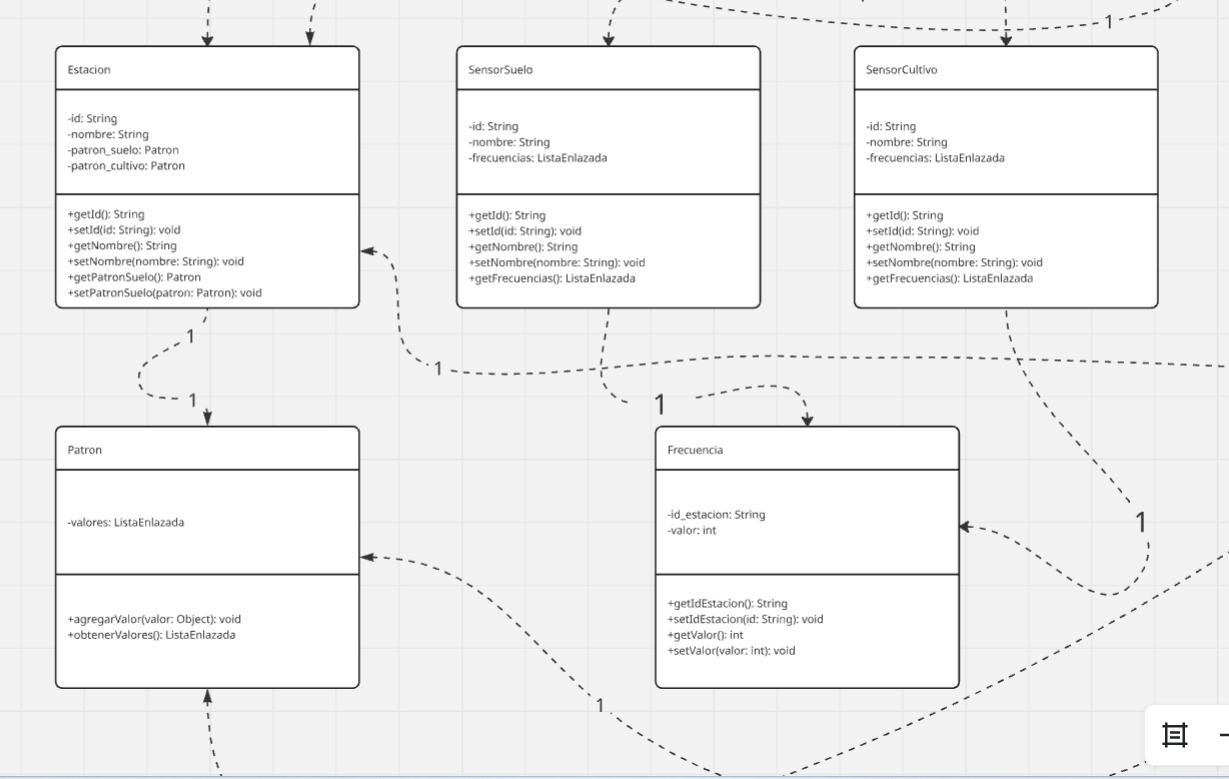 1
Estacion
-id: String
-nombre: String
-patron_suelo: Patron
-patron_cultivo: Patron
+getId(): String
+setId(id: String): void
+getNombre(): String
+setNombre(nombre: String): void
+getPatronSuelo(): Patron
+setPatronSuelo(patron: Patron): void
SensorSuelo
-id: String
-nombre: String
-frecuencias: ListaEnlazada
+getId(): String
+setId(id: String): void
+getNombre(): String
+setNombre(nombre: String): void
+getFrecuencias(): ListaEnlazada
SensorCultivo
-id: String
-nombre: String
-frecuencias: ListaEnlazada
+getId(): String
+setId(id: String): void
+getNombre(): String
+setNombre(nombre: String): void
+getFrecuencias(): ListaEnlazada
1
1
1
1
Patron
-valores: ListaEnlazada
+agregarValor(valor: Object): void
+obtenerValores(): ListaEnlazada
Frecuencia
-id_estacion: String
-valor: int
+getIdEstacion(): String
+setIdEstacion(id: String): void
+getValor(): int
+setValor(valor: int): void
1
1